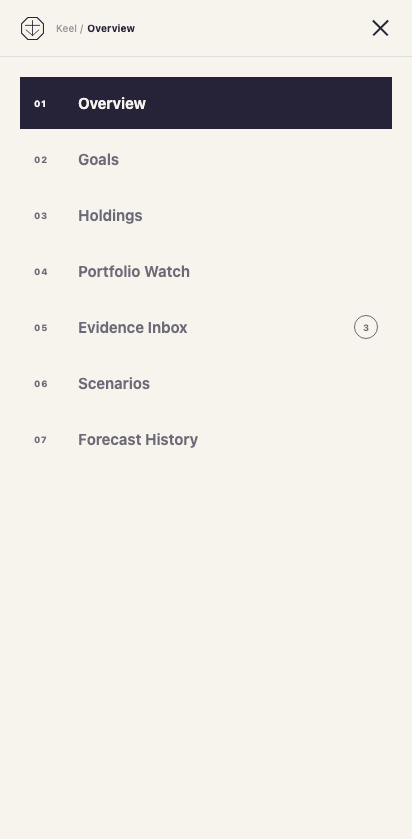 Keel / Overview
01 Overview
02 Goals
03 Holdings
04 Portfolio Watch
05 Evidence Inbox 3
06 Scenarios
07 Forecast History